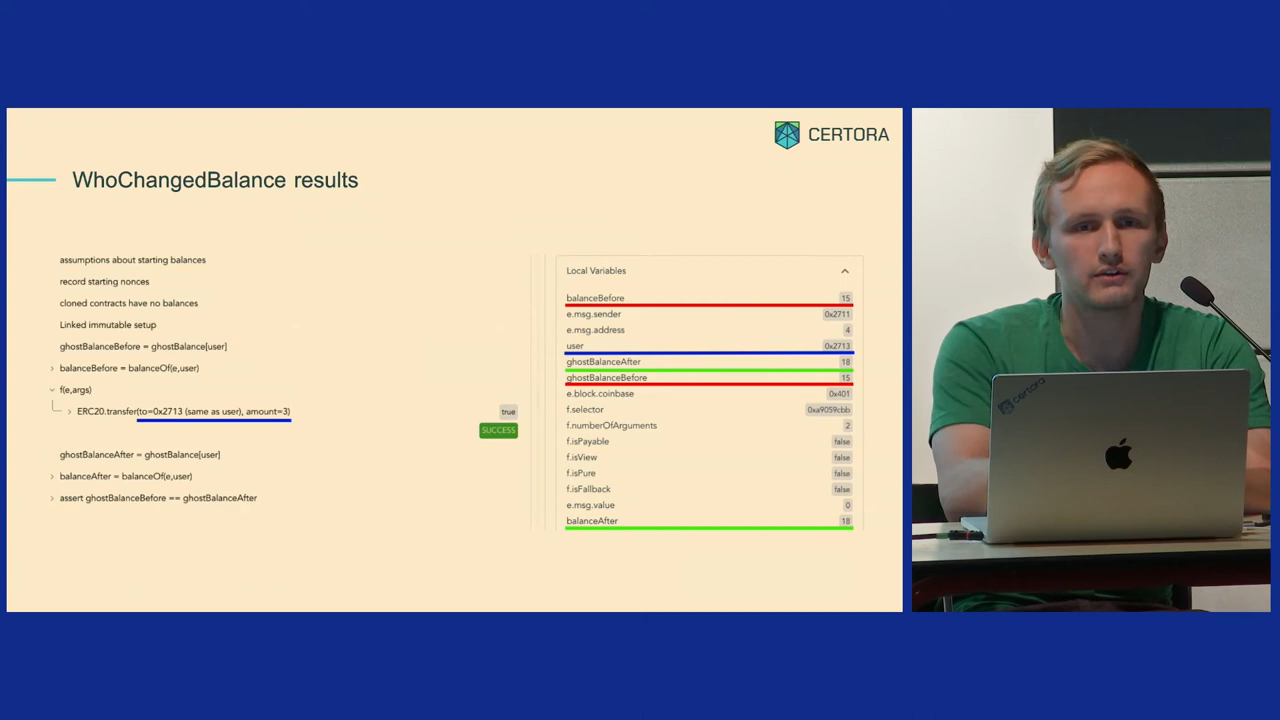 CERTORA
WhoChangedBalance results
assumptions about starting balances
record starting nonces
cloned contracts have no balances
Linked immutable setup
ghostBalanceBefore = ghostBalance[user]
balanceBefore = balanceOf(e,user)
f(e,args)
ERC20.transfer(to=0x2713 (same as user), amount=3) true
SUCCESS
ghostBalanceAfter = ghostBalance[user]
balanceAfter = balanceOf(e,user)
assert ghostBalanceBefore == ghostBalanceAfter
Local Variables
balanceBefore 15
e.msg.sender 0x2711
e.msg.address 4
user 0x2713
ghostBalanceAfter 18
ghostBalanceBefore 15
e.block.coinbase 0x401
f.selector 0xa9059cbb
f.numberOfArguments 2
f.isPayable false
f.isView false
f.isPure false
f.isFallback false
e.msg.value 0
balanceAfter 18
certora